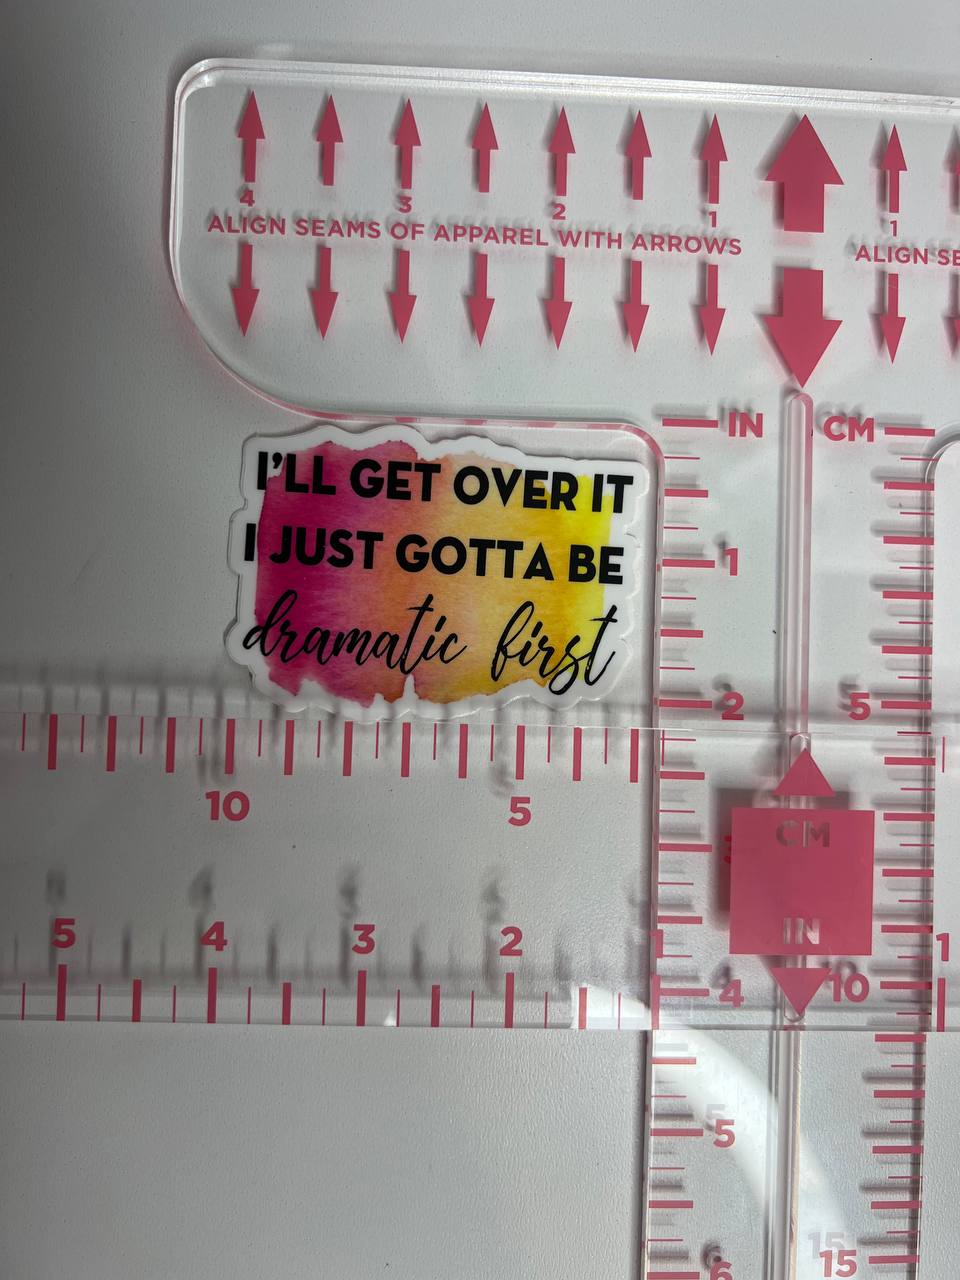 4 3 2 1 1
ALIGN SEAMS OF APPAREL WITH ARROWS
ALIGN SE
IN CM
I'LL GET OVER IT
I JUST GOTTA BE
dramatic first
1
2 5
10 5
CM
5 4 3 2 1 IN 1
4 10
5
15
6